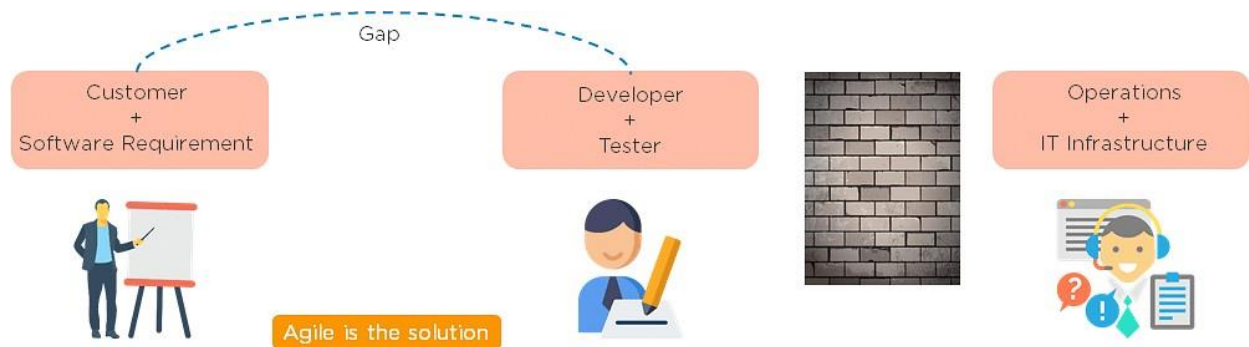 Gap
Customer
+
Software Requirement
Developer
+
Tester
Operations
+
IT Infrastructure
?
!
Agile is the solution